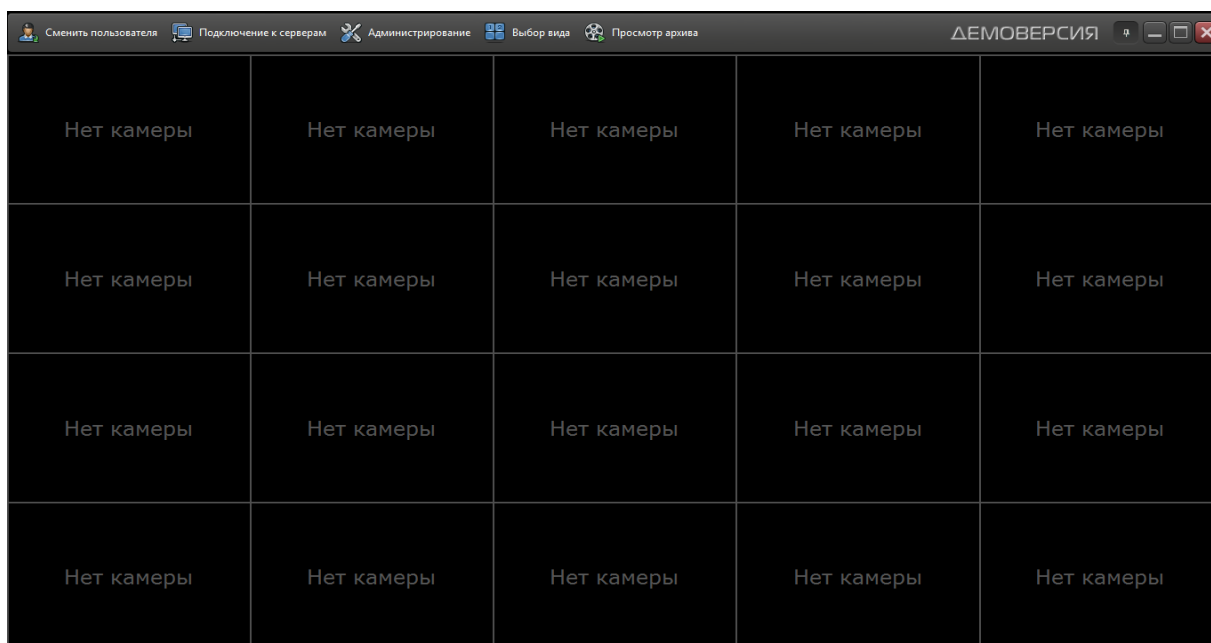 Сменить пользователя Подключение к серверам Администрирование Выбор вида Просмотр архива ДЕМОВЕРСИЯ
Нет камеры Нет камеры Нет камеры Нет камеры Нет камеры
Нет камеры Нет камеры Нет камеры Нет камеры Нет камеры
Нет камеры Нет камеры Нет камеры Нет камеры Нет камеры
Нет камеры Нет камеры Нет камеры Нет камеры Нет камеры